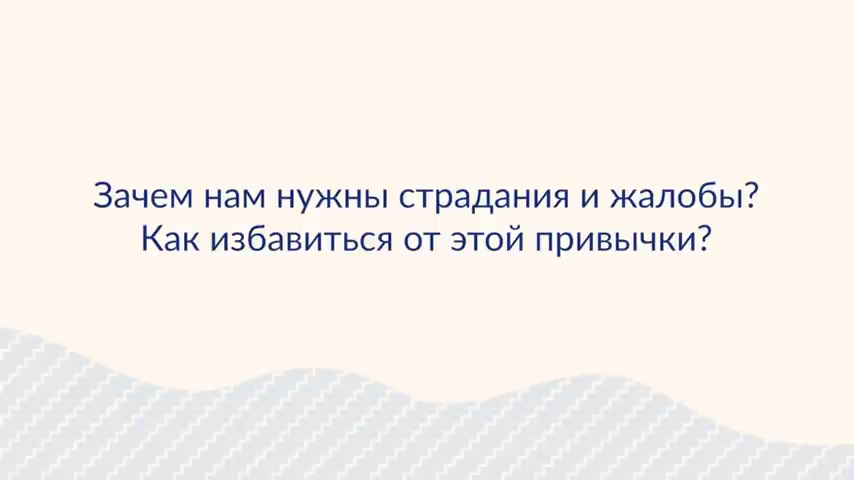 Зачем нам нужны страдания и жалобы?
Как избавиться от этой привычки?